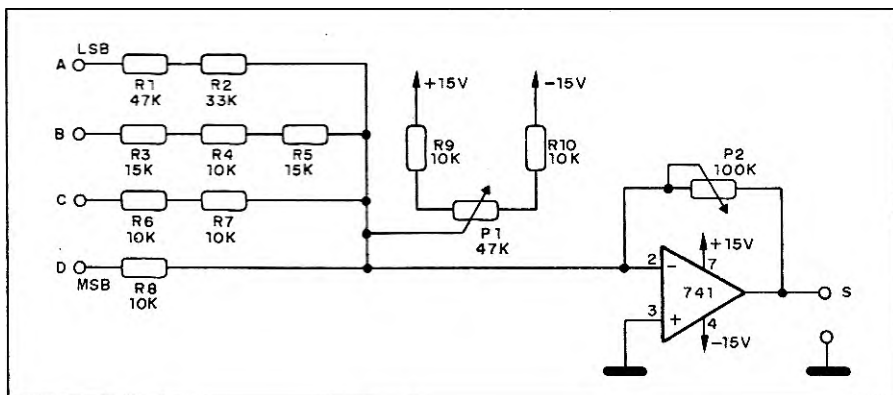 LSB
A
R1
47K
R2
33K
B
R3
15K
R4
10K
R5
15K
C
R6
10K
R7
10K
D
MSB
R8
10K
+15V
-15V
R9
10K
R10
10K
P1
47K
P2
100K
2
-
+15V
7
741
3
+
4
-15V
S